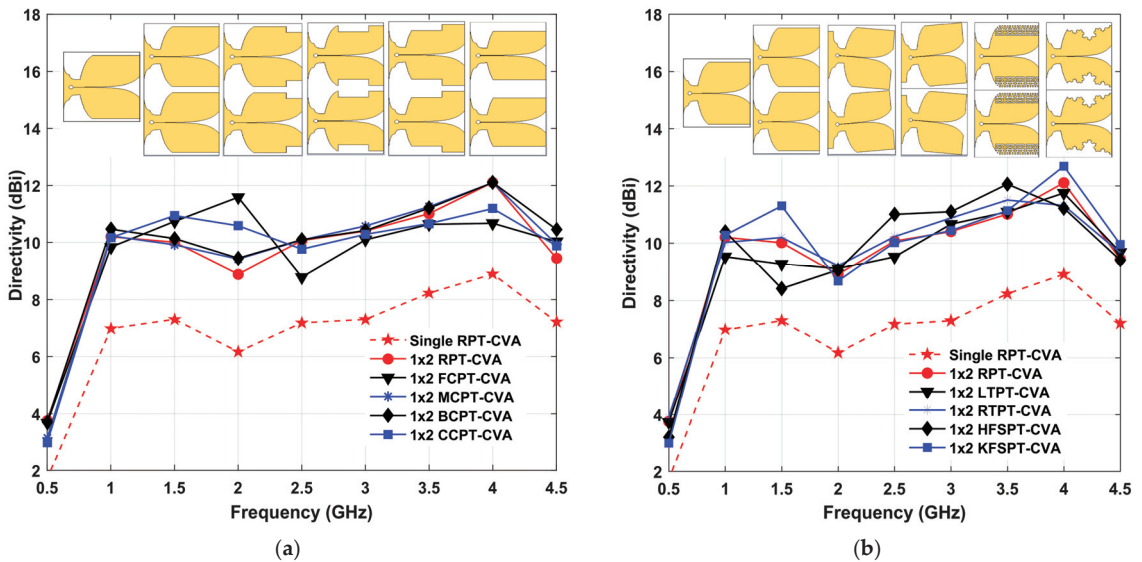 18
16
14
12
10
8
6
4
2
Directivity (dBi)
Single RPT-CVA
1x2 RPT-CVA
1x2 FCPT-CVA
1x2 MCPT-CVA
1x2 BCPT-CVA
1x2 CCPT-CVA
0.5 1 1.5 2 2.5 3 3.5 4 4.5
Frequency (GHz)
(a)
18
16
14
12
10
8
6
4
2
Directivity (dBi)
Single RPT-CVA
1x2 RPT-CVA
1x2 LTPT-CVA
1x2 RTPT-CVA
1x2 HFSPT-CVA
1x2 KFSPT-CVA
0.5 1 1.5 2 2.5 3 3.5 4 4.5
Frequency (GHz)
(b)